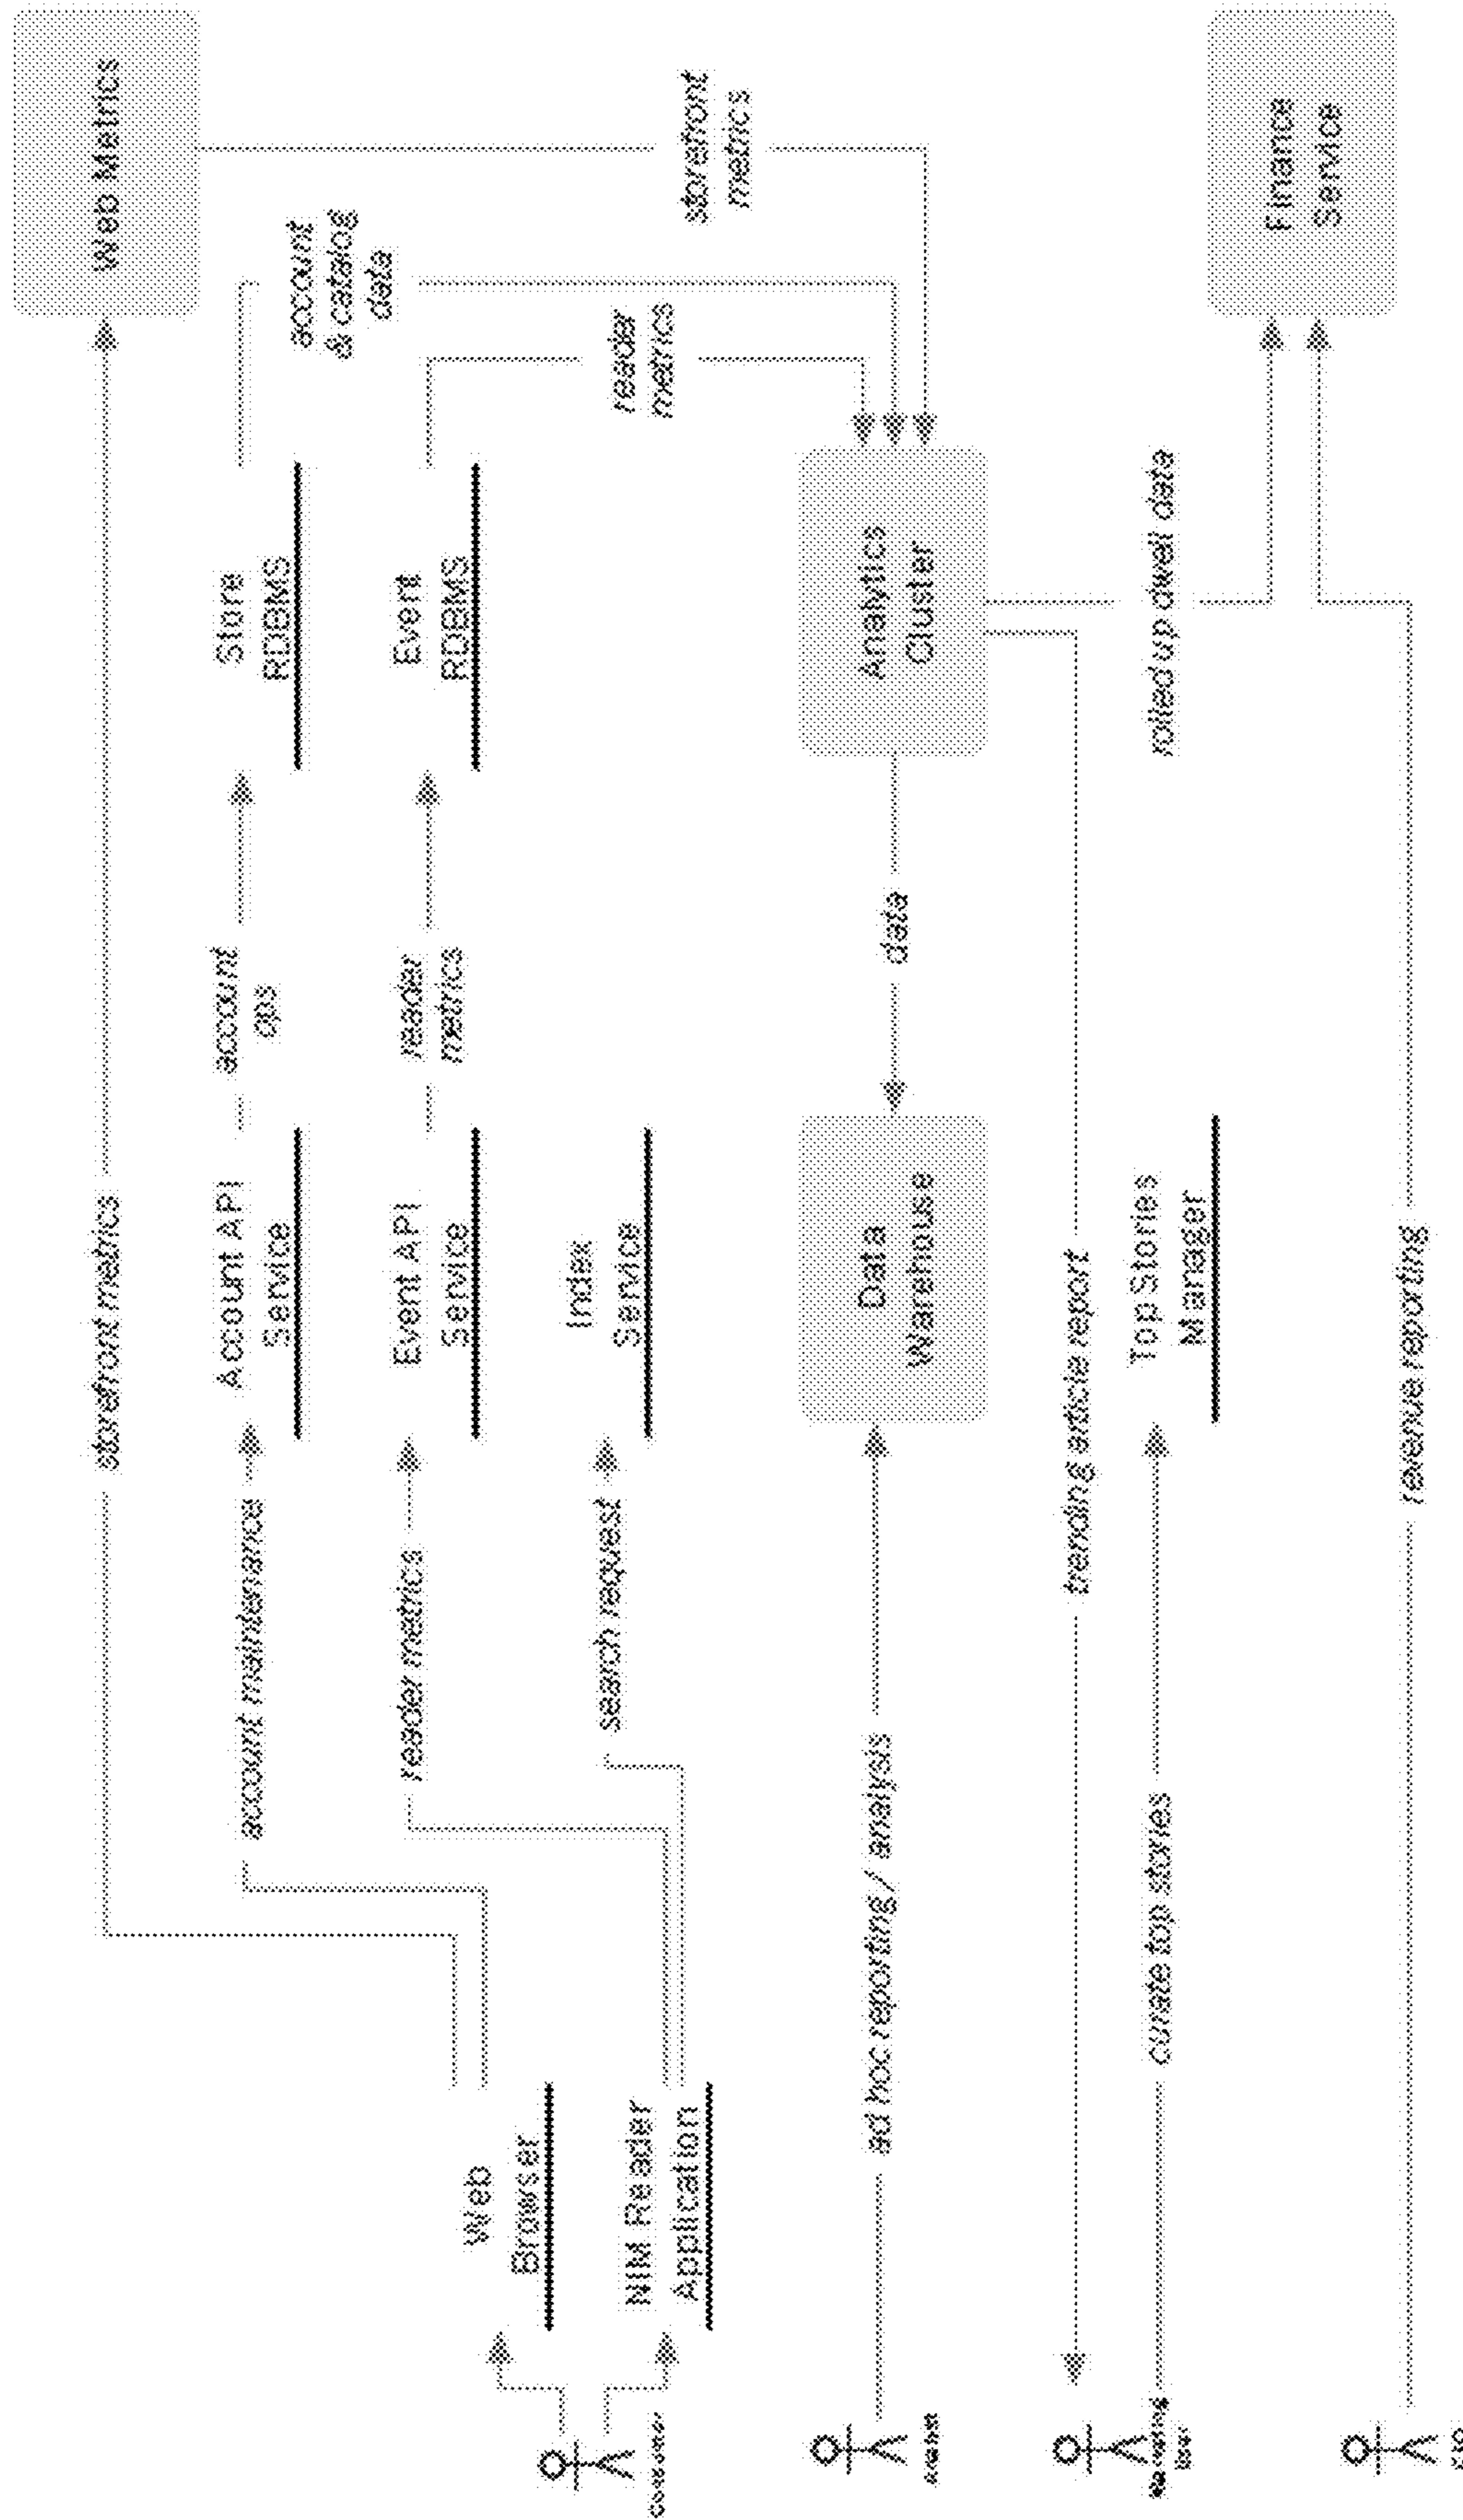 Web Metrics
storefront metrics
account
& catalog
data
storefront
metrics
reader
metrics
Store
RDBMS
Event
RDBMS
account
ops
reader
metrics
Account API
Service
Event API
Service
Index
Service
account maintenance
reader metrics
search request
Web
Browser
NIM Reader
Application
consumer
Analytics
Cluster
data
Data
Warehouse
ad hoc reporting / analysis
analyst
Finance
Service
rolled up dwell data
trending article report
Top Stories
Manager
curate top stories
user
revenue reporting